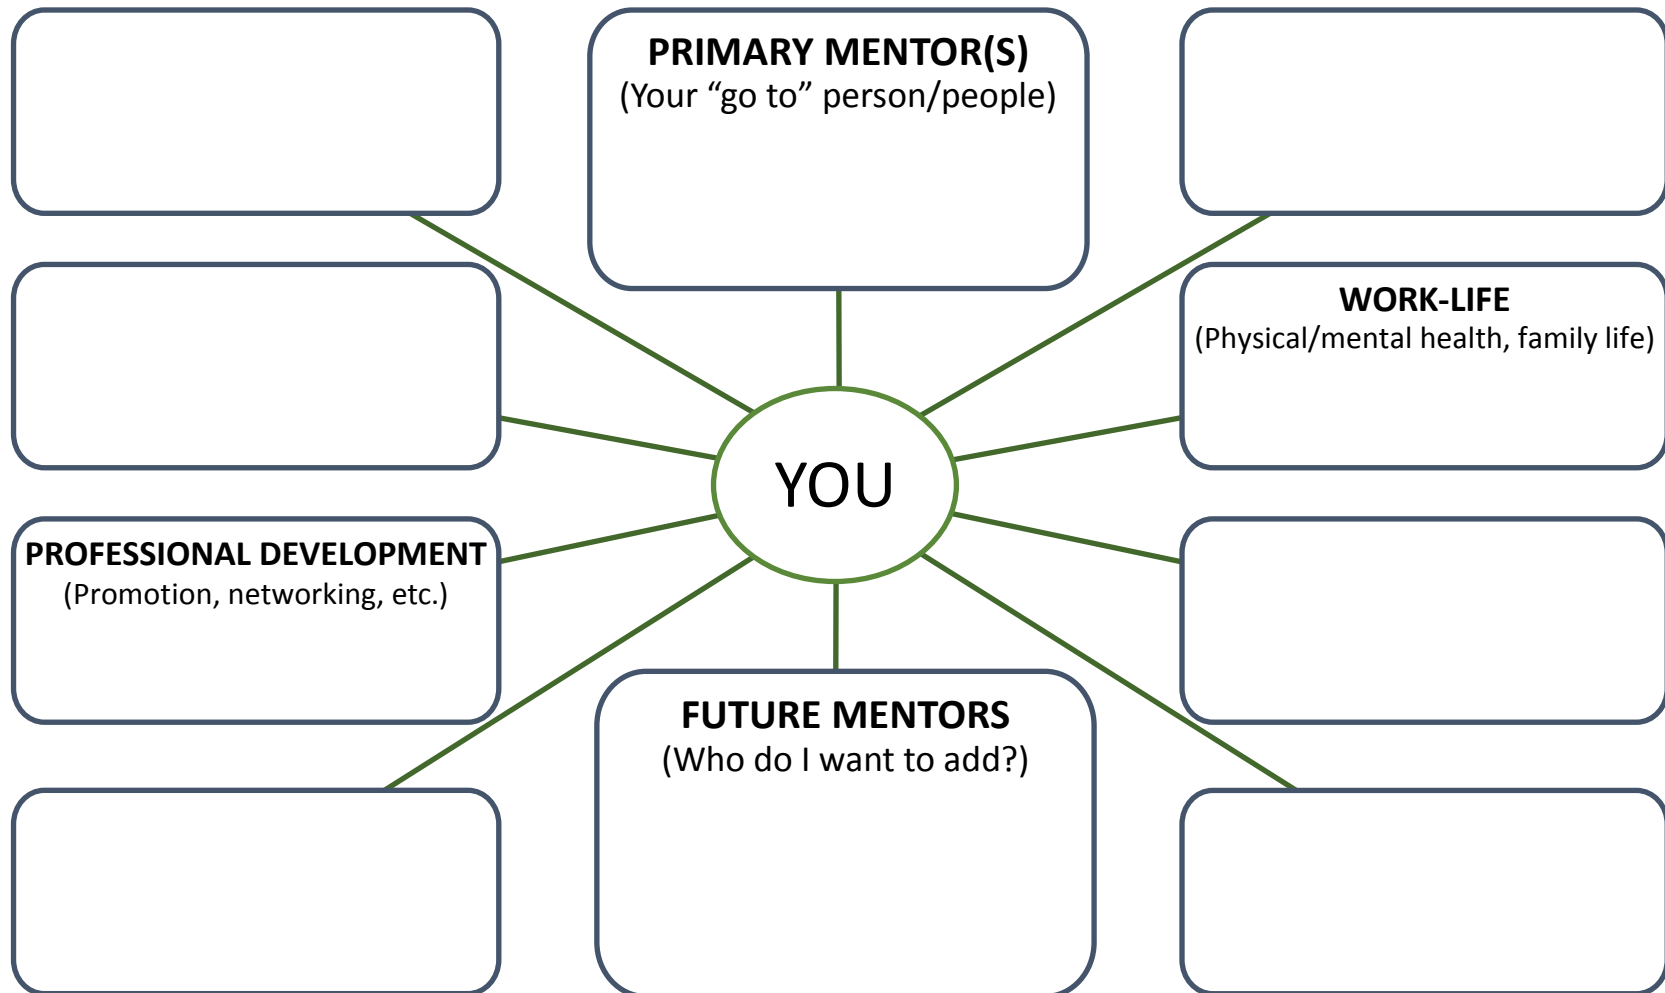 PRIMARY MENTOR(S)
(Your “go to” person/people)
WORK-LIFE
(Physical/mental health, family life)
YOU
PROFESSIONAL DEVELOPMENT
(Promotion, networking, etc.)
FUTURE MENTORS
(Who do I want to add?)